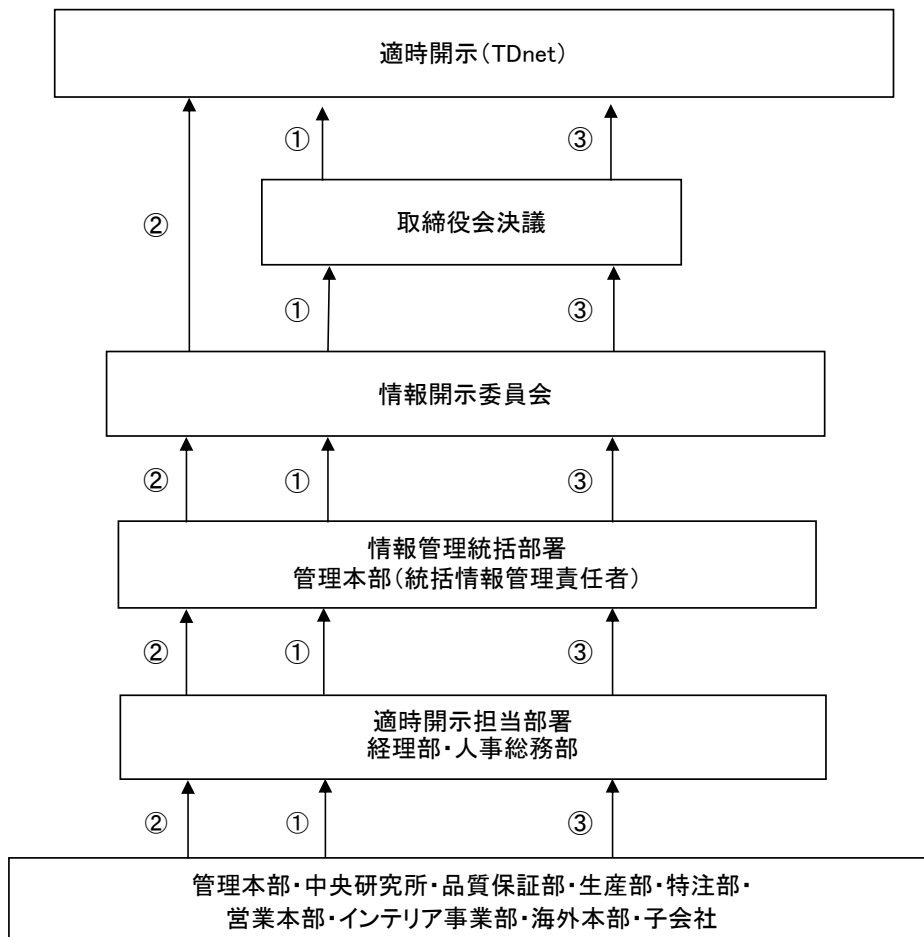 適時開示(TDnet)
① ③
取締役会決議
②
① ③
情報開示委員会
② ① ③
情報管理統括部署
管理本部(統括情報管理責任者)
② ① ③
適時開示担当部署
経理部・人事総務部
② ① ③
管理本部・中央研究所・品質保証部・生産部・特注部・
営業本部・インテリア事業部・海外本部・子会社